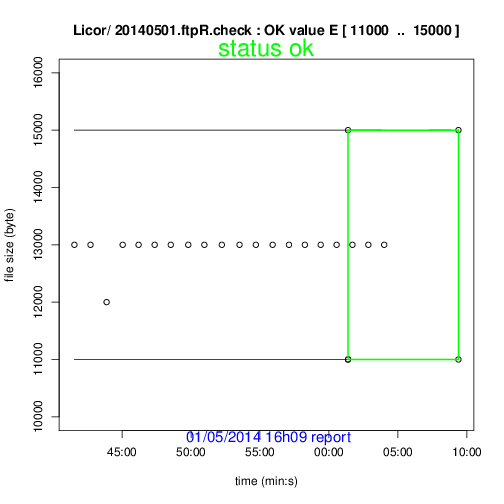 Licor/ 20140501.ftpR.check : OK value E [ 11000 .. 15000 ]
status ok
16000
15000
14000
13000
12000
11000
10000
file size (byte)
01/05/2014 16h09 report
45:00 50:00 55:00 00:00 05:00 10:00
time (min:s)